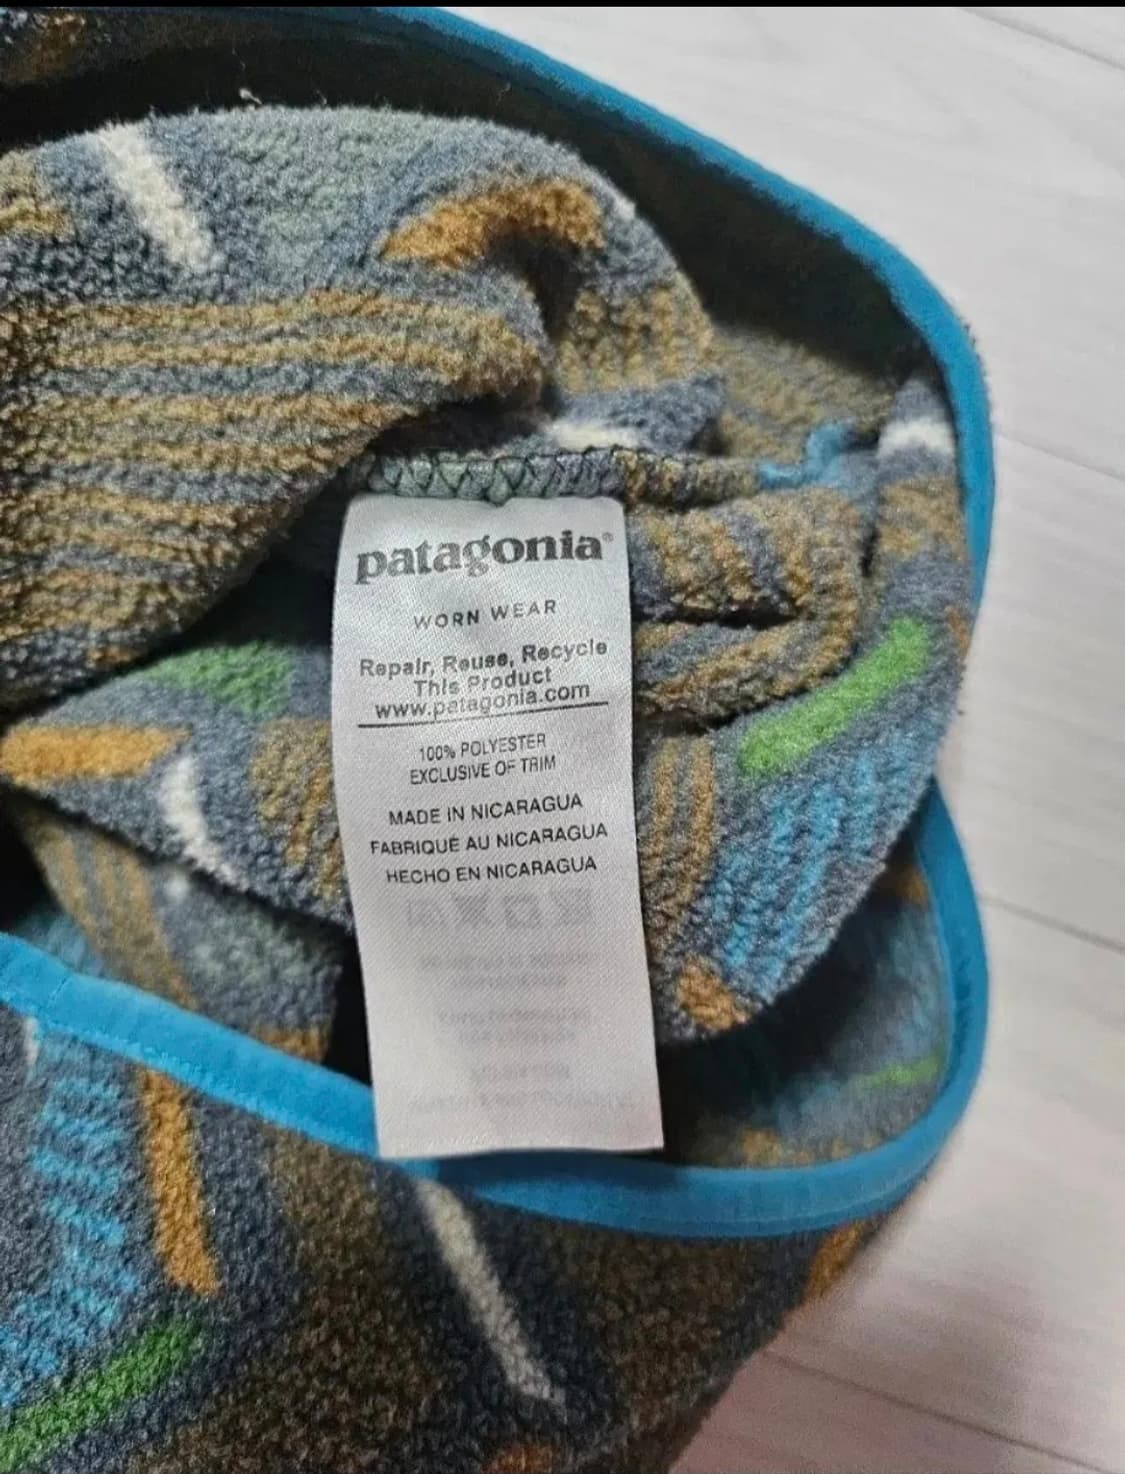 patagonia®
WORN WEAR
Repair, Reuse, Recycle
This Product
www.patagonia.com
100% POLYESTER
EXCLUSIVE OF TRIM
MADE IN NICARAGUA
FABRIQUÉ AU NICARAGUA
HECHO EN NICARAGUA